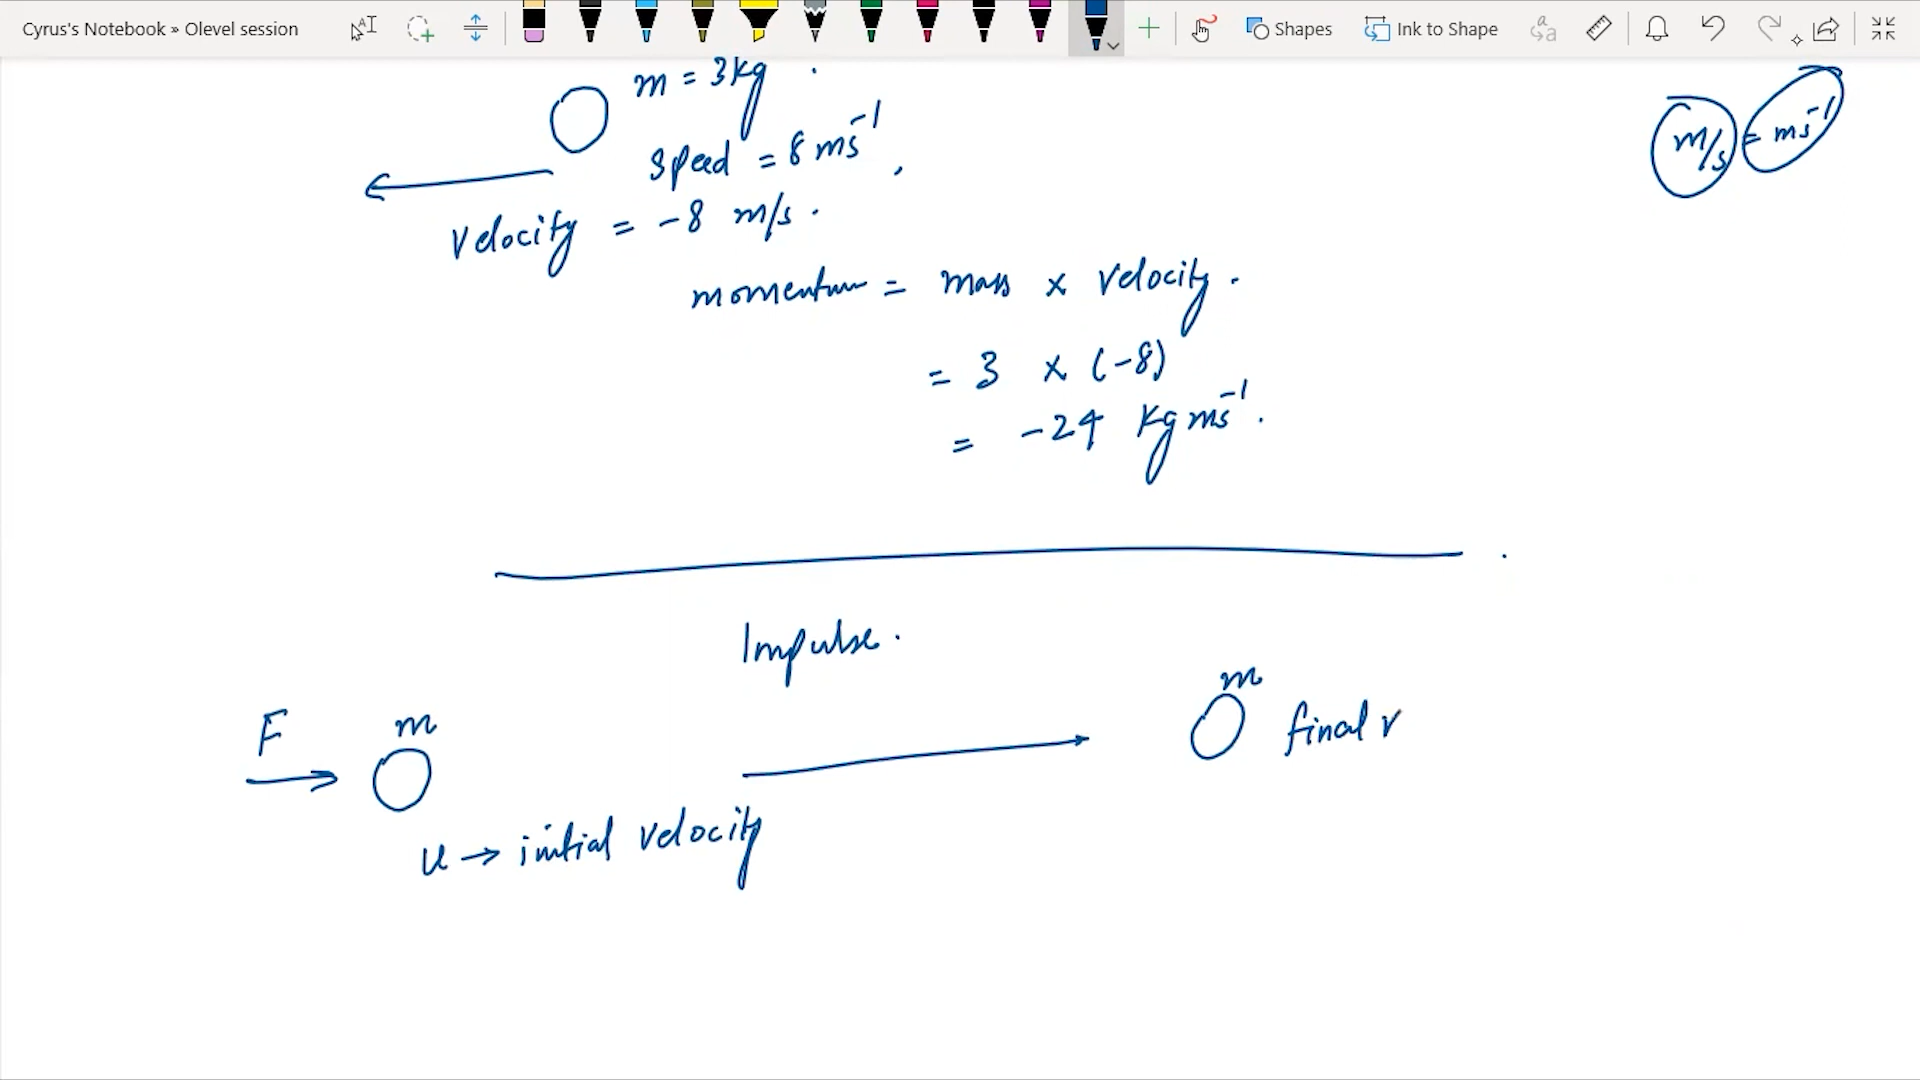 Cyrus's Notebook » Olevel session
Shapes
Ink to Shape
m = 3kg .
speed = 8 ms⁻¹ ,
velocity = -8 m/s .
m/s = ms⁻¹
momentum = mass x velocity .
= 3 x (-8)
= -24 kg ms⁻¹ .
Impulse .
F
m
m
final v
u → initial velocity